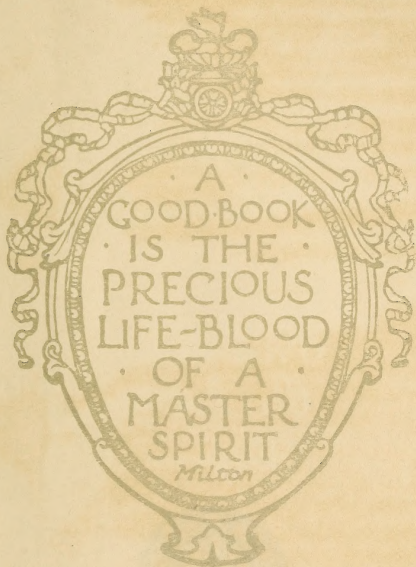 · A ·
GOOD·BOOK
· IS THE ·
PRECIOUS
LIFE-BLOOD
· OF A ·
MASTER
SPIRIT
Milton